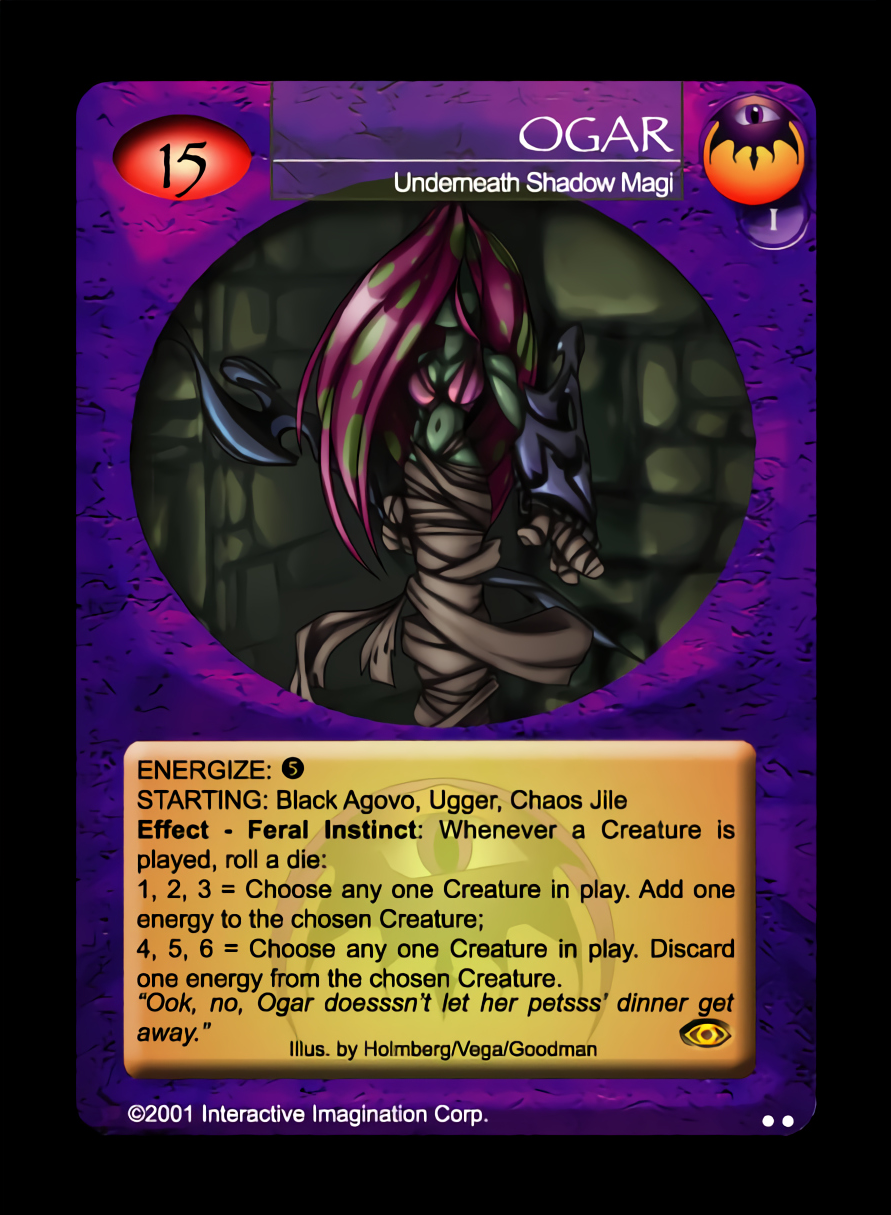 15
OGAR
Underneath Shadow Magi
I
ENERGIZE: 5
STARTING: Black Agovo, Ugger, Chaos Jile
Effect - Feral Instinct: Whenever a Creature is
played, roll a die:
1, 2, 3 = Choose any one Creature in play. Add one
energy to the chosen Creature;
4, 5, 6 = Choose any one Creature in play. Discard
one energy from the chosen Creature.
“Ook, no, Ogar doesssn’t let her petsss’ dinner get
away.”
Illus. by Holmberg/Vega/Goodman
©2001 Interactive Imagination Corp.